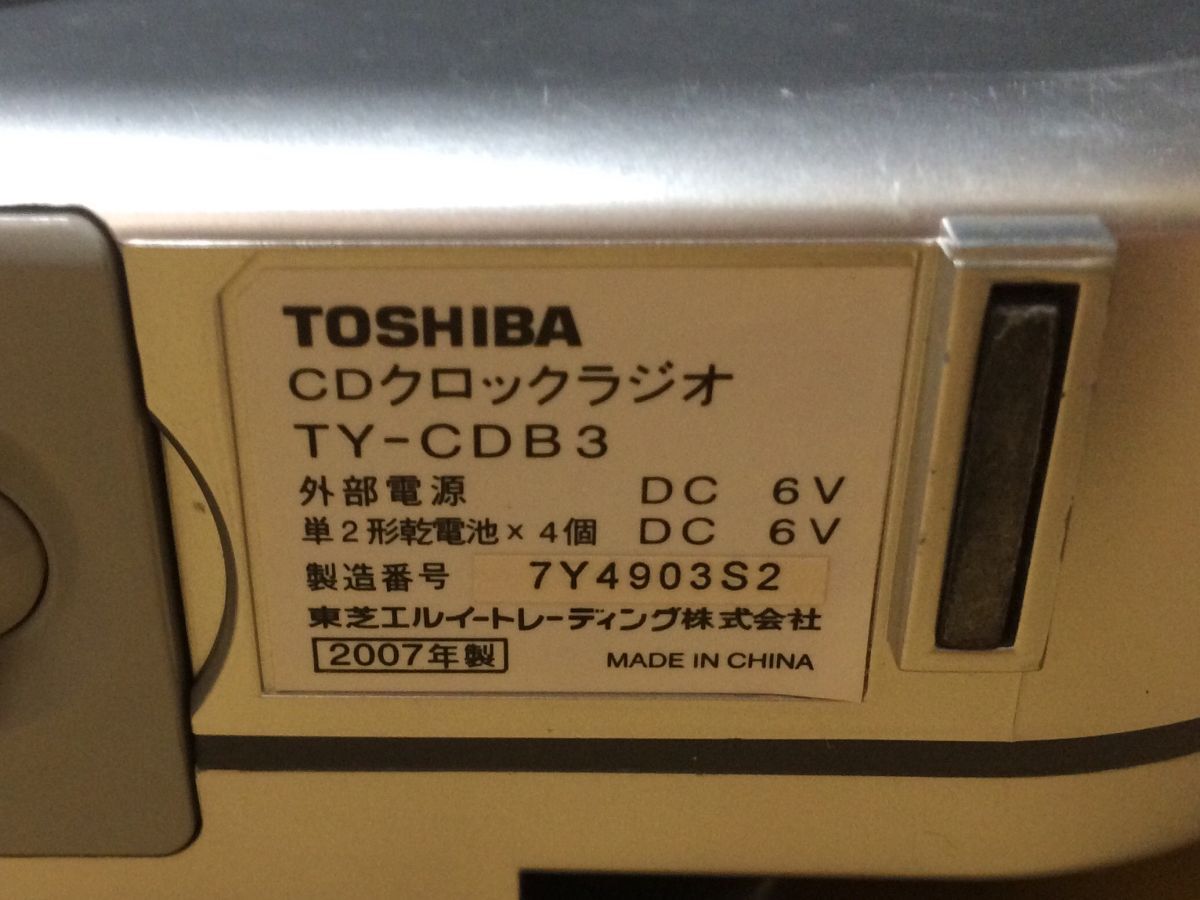 TOSHIBA
CDクロックラジオ
TY-CDB3
外部電源 DC 6V
単2形乾電池×4個 DC 6V
製造番号 7Y4903S2
東芝エルイートレーディング株式会社
2007年製 MADE IN CHINA